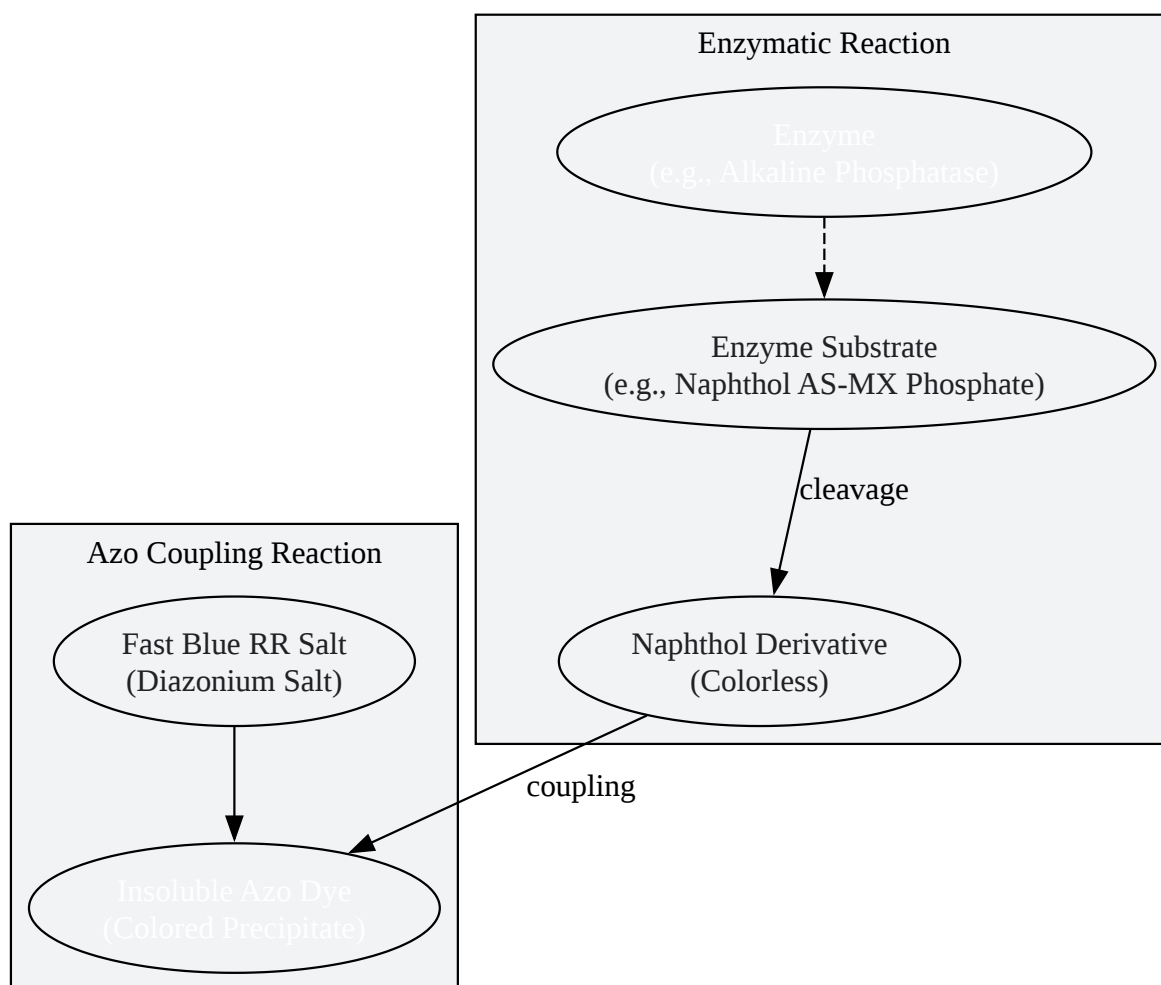 Enzymatic Reaction
Enzyme
(e.g., Alkaline Phosphatase)
Enzyme Substrate
(e.g., Naphthol AS-MX Phosphate)
cleavage
Naphthol Derivative
(Colorless)
coupling
Azo Coupling Reaction
Fast Blue RR Salt
(Diazonium Salt)
Insoluble Azo Dye
(Colored Precipitate)